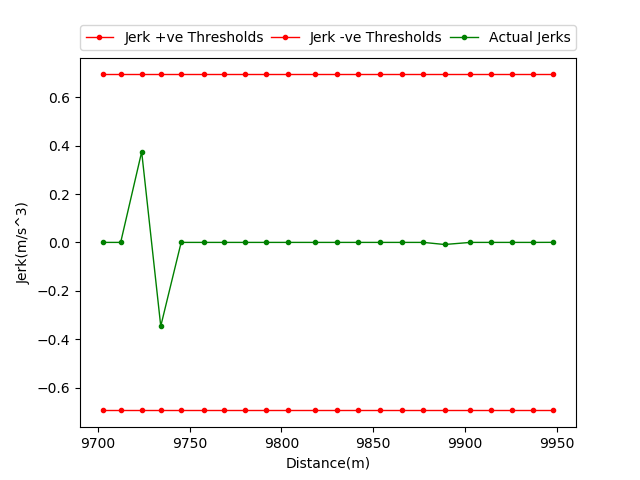 Jerk +ve Thresholds Jerk -ve Thresholds Actual Jerks
0.6
0.4
0.2
0.0
−0.2
−0.4
−0.6
Jerk(m/s^3)
9700 9750 9800 9850 9900 9950
Distance(m)